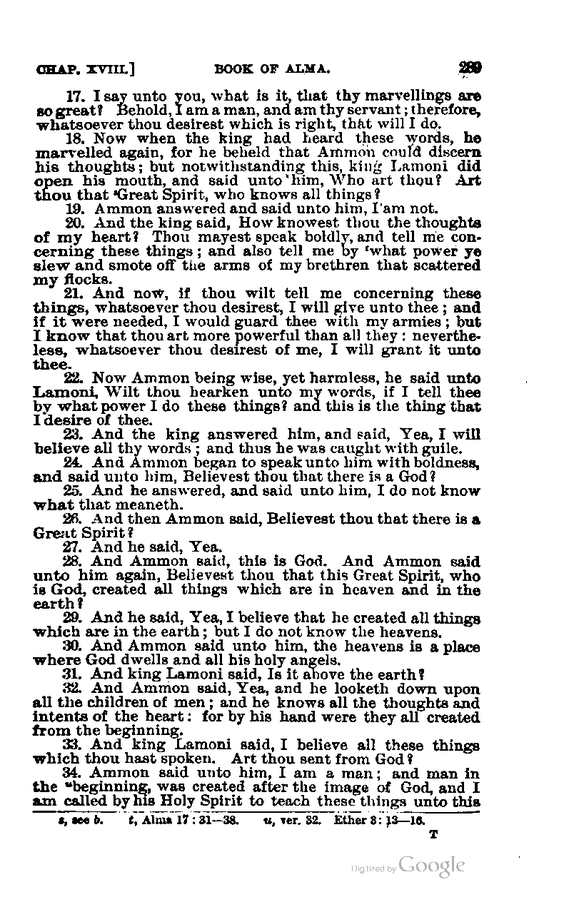 CHAP. XVIII.] BOOK OF ALMA. 289
17. I say unto you, what is it, that thy marvellings are
so great? Behold, I am a man, and am thy servant; therefore,
whatsoever thou desirest which is right, that will I do.
18. Now when the king had heard these words, he
marvelled again, for he beheld that Ammon could discern
his thoughts; but notwithstanding this, king Lamoni did
open his mouth, and said unto him, Who art thou? Art
thou that ˢGreat Spirit, who knows all things?
19. Ammon answered and said unto him, I am not.
20. And the king said, How knowest thou the thoughts
of my heart? Thou mayest speak boldly, and tell me con-
cerning these things; and also tell me by ᵗwhat power ye
slew and smote off the arms of my brethren that scattered
my flocks.
21. And now, if thou wilt tell me concerning these
things, whatsoever thou desirest, I will give unto thee; and
if it were needed, I would guard thee with my armies; but
I know that thou art more powerful than all they: neverthe-
less, whatsoever thou desirest of me, I will grant it unto
thee.
22. Now Ammon being wise, yet harmless, he said unto
Lamoni, Wilt thou hearken unto my words, if I tell thee
by what power I do these things? and this is the thing that
I desire of thee.
23. And the king answered him, and said, Yea, I will
believe all thy words; and thus he was caught with guile.
24. And Ammon began to speak unto him with boldness,
and said unto him, Believest thou that there is a God?
25. And he answered, and said unto him, I do not know
what that meaneth.
26. And then Ammon said, Believest thou that there is a
Great Spirit?
27. And he said, Yea.
28. And Ammon said, this is God. And Ammon said
unto him again, Believest thou that this Great Spirit, who
is God, created all things which are in heaven and in the
earth?
29. And he said, Yea, I believe that he created all things
which are in the earth; but I do not know the heavens.
30. And Ammon said unto him, the heavens is a place
where God dwells and all his holy angels.
31. And king Lamoni said, Is it above the earth?
32. And Ammon said, Yea, and he looketh down upon
all the children of men; and he knows all the thoughts and
intents of the heart: for by his hand were they all created
from the beginning.
33. And king Lamoni said, I believe all these things
which thou hast spoken. Art thou sent from God?
34. Ammon said unto him, I am a man; and man in
the ᵘbeginning, was created after the image of God, and I
am called by his Holy Spirit to teach these things unto this
s, see b. t, Alma 17:31—38. u, ver. 32. Ether 3:13—16.
T
Digitized by Google